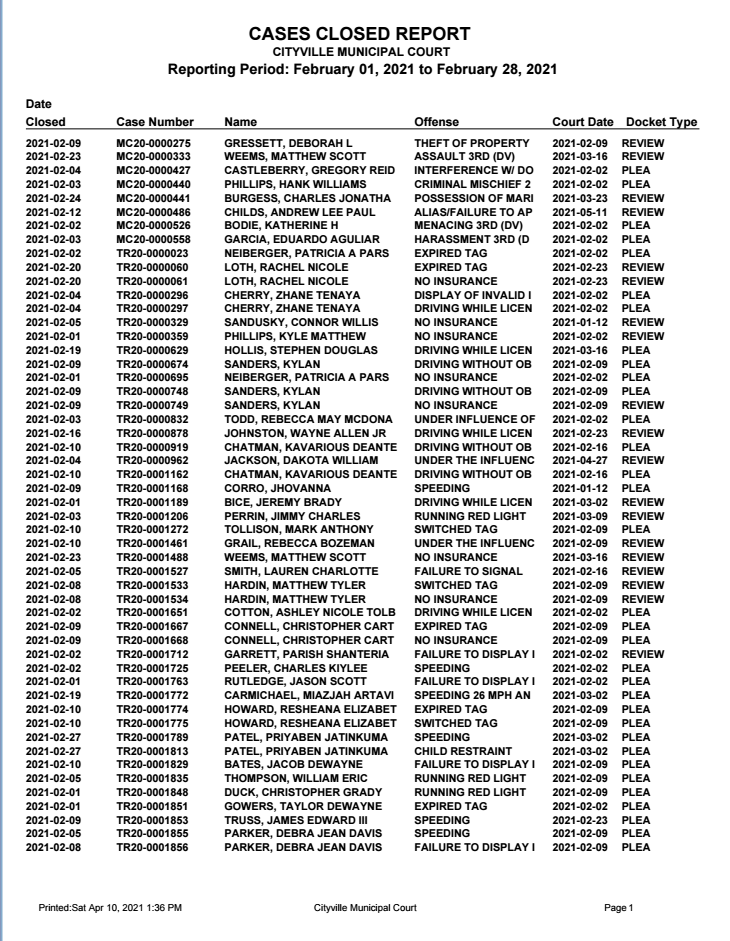 CASES CLOSED REPORT
CITYVILLE MUNICIPAL COURT
Reporting Period: February 01, 2021 to February 28, 2021
Date
Closed Case Number Name Offense Court Date Docket Type
2021-02-09 MC20-0000275 GRESSETT, DEBORAH L THEFT OF PROPERTY 2021-02-09 REVIEW
2021-02-23 MC20-0000333 WEEMS, MATTHEW SCOTT ASSAULT 3RD (DV) 2021-03-16 REVIEW
2021-02-04 MC20-0000427 CASTLEBERRY, GREGORY REID INTERFERENCE W/ DO 2021-02-02 PLEA
2021-02-03 MC20-0000440 PHILLIPS, HANK WILLIAMS CRIMINAL MISCHIEF 2 2021-02-02 PLEA
2021-02-24 MC20-0000441 BURGESS, CHARLES JONATHA POSSESSION OF MARI 2021-03-23 REVIEW
2021-02-12 MC20-0000486 CHILDS, ANDREW LEE PAUL ALIAS/FAILURE TO AP 2021-05-11 REVIEW
2021-02-02 MC20-0000526 BODIE, KATHERINE H MENACING 3RD (DV) 2021-02-02 PLEA
2021-02-03 MC20-0000558 GARCIA, EDUARDO AGULIAR HARASSMENT 3RD (D 2021-02-02 PLEA
2021-02-02 TR20-0000023 NEIBERGER, PATRICIA A PARS EXPIRED TAG 2021-02-02 PLEA
2021-02-20 TR20-0000060 LOTH, RACHEL NICOLE EXPIRED TAG 2021-02-23 REVIEW
2021-02-20 TR20-0000061 LOTH, RACHEL NICOLE NO INSURANCE 2021-02-23 REVIEW
2021-02-04 TR20-0000296 CHERRY, ZHANE TENAYA DISPLAY OF INVALID I 2021-02-02 PLEA
2021-02-04 TR20-0000297 CHERRY, ZHANE TENAYA DRIVING WHILE LICEN 2021-02-02 PLEA
2021-02-05 TR20-0000329 SANDUSKY, CONNOR WILLIS NO INSURANCE 2021-01-12 REVIEW
2021-02-01 TR20-0000359 PHILLIPS, KYLE MATTHEW NO INSURANCE 2021-02-02 REVIEW
2021-02-19 TR20-0000629 HOLLIS, STEPHEN DOUGLAS DRIVING WHILE LICEN 2021-03-16 PLEA
2021-02-09 TR20-0000674 SANDERS, KYLAN DRIVING WITHOUT OB 2021-02-09 PLEA
2021-02-01 TR20-0000695 NEIBERGER, PATRICIA A PARS NO INSURANCE 2021-02-02 PLEA
2021-02-09 TR20-0000748 SANDERS, KYLAN DRIVING WITHOUT OB 2021-02-09 PLEA
2021-02-09 TR20-0000749 SANDERS, KYLAN NO INSURANCE 2021-02-09 REVIEW
2021-02-03 TR20-0000832 TODD, REBECCA MAY MCDONA UNDER INFLUENCE OF 2021-02-02 PLEA
2021-02-16 TR20-0000878 JOHNSTON, WAYNE ALLEN JR DRIVING WHILE LICEN 2021-02-23 REVIEW
2021-02-10 TR20-0000919 CHATMAN, KAVARIOUS DEANTE DRIVING WITHOUT OB 2021-02-16 PLEA
2021-02-04 TR20-0000962 JACKSON, DAKOTA WILLIAM UNDER THE INFLUENC 2021-04-27 REVIEW
2021-02-10 TR20-0001162 CHATMAN, KAVARIOUS DEANTE DRIVING WITHOUT OB 2021-02-16 PLEA
2021-02-09 TR20-0001168 CORRO, JHOVANNA SPEEDING 2021-01-12 PLEA
2021-02-01 TR20-0001189 BICE, JEREMY BRADY DRIVING WHILE LICEN 2021-03-02 REVIEW
2021-02-03 TR20-0001206 PERRIN, JIMMY CHARLES RUNNING RED LIGHT 2021-03-09 REVIEW
2021-02-10 TR20-0001272 TOLLISON, MARK ANTHONY SWITCHED TAG 2021-02-09 PLEA
2021-02-10 TR20-0001461 GRAIL, REBECCA BOZEMAN UNDER THE INFLUENC 2021-02-09 REVIEW
2021-02-23 TR20-0001488 WEEMS, MATTHEW SCOTT NO INSURANCE 2021-03-16 REVIEW
2021-02-05 TR20-0001527 SMITH, LAUREN CHARLOTTE FAILURE TO SIGNAL 2021-02-16 REVIEW
2021-02-08 TR20-0001533 HARDIN, MATTHEW TYLER SWITCHED TAG 2021-02-09 REVIEW
2021-02-08 TR20-0001534 HARDIN, MATTHEW TYLER NO INSURANCE 2021-02-09 REVIEW
2021-02-02 TR20-0001651 COTTON, ASHLEY NICOLE TOLB DRIVING WHILE LICEN 2021-02-02 PLEA
2021-02-09 TR20-0001667 CONNELL, CHRISTOPHER CART EXPIRED TAG 2021-02-09 PLEA
2021-02-09 TR20-0001668 CONNELL, CHRISTOPHER CART NO INSURANCE 2021-02-09 PLEA
2021-02-02 TR20-0001712 GARRETT, PARISH SHANTERIA FAILURE TO DISPLAY I 2021-02-02 REVIEW
2021-02-02 TR20-0001725 PEELER, CHARLES KIYLEE SPEEDING 2021-02-02 PLEA
2021-02-01 TR20-0001763 RUTLEDGE, JASON SCOTT FAILURE TO DISPLAY I 2021-02-02 PLEA
2021-02-19 TR20-0001772 CARMICHAEL, MIAZJAH ARTAVI SPEEDING 26 MPH AN 2021-03-02 PLEA
2021-02-10 TR20-0001774 HOWARD, RESHEANA ELIZABET EXPIRED TAG 2021-02-09 PLEA
2021-02-10 TR20-0001775 HOWARD, RESHEANA ELIZABET SWITCHED TAG 2021-02-09 PLEA
2021-02-27 TR20-0001789 PATEL, PRIYABEN JATINKUMA SPEEDING 2021-03-02 PLEA
2021-02-27 TR20-0001813 PATEL, PRIYABEN JATINKUMA CHILD RESTRAINT 2021-03-02 PLEA
2021-02-10 TR20-0001829 BATES, JACOB DEWAYNE FAILURE TO DISPLAY I 2021-02-09 PLEA
2021-02-05 TR20-0001835 THOMPSON, WILLIAM ERIC RUNNING RED LIGHT 2021-02-09 PLEA
2021-02-01 TR20-0001848 DUCK, CHRISTOPHER GRADY RUNNING RED LIGHT 2021-02-09 PLEA
2021-02-01 TR20-0001851 GOWERS, TAYLOR DEWAYNE EXPIRED TAG 2021-02-02 PLEA
2021-02-09 TR20-0001853 TRUSS, JAMES EDWARD III SPEEDING 2021-02-23 PLEA
2021-02-05 TR20-0001855 PARKER, DEBRA JEAN DAVIS SPEEDING 2021-02-09 PLEA
2021-02-08 TR20-0001856 PARKER, DEBRA JEAN DAVIS FAILURE TO DISPLAY I 2021-02-09 PLEA
Printed:Sat Apr 10, 2021 1:36 PM Cityville Municipal Court Page 1